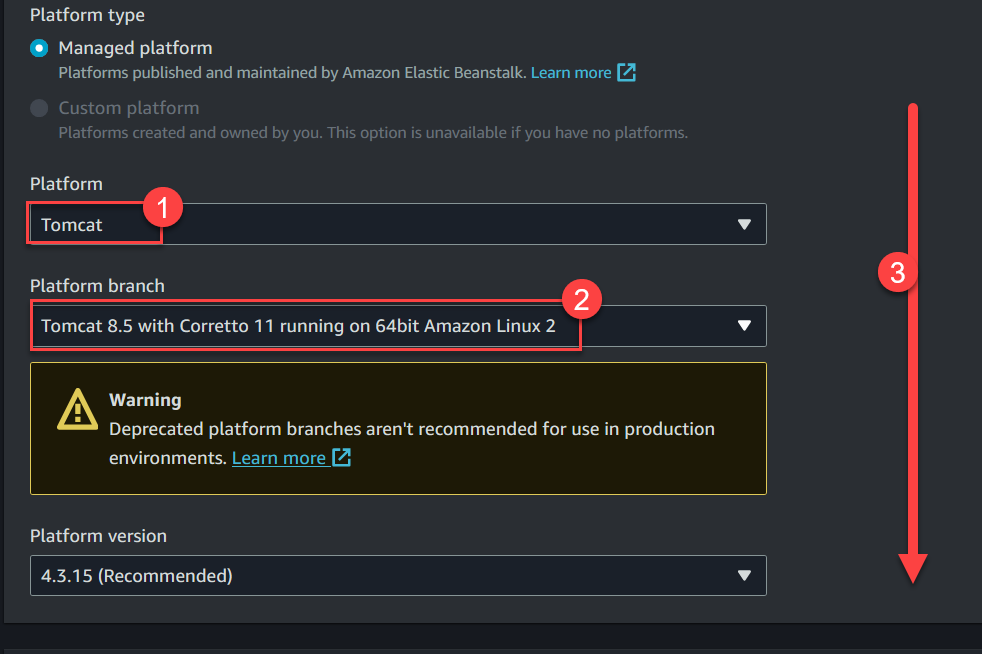 Platform type
Managed platform
Platforms published and maintained by Amazon Elastic Beanstalk. Learn more
Custom platform
Platforms created and owned by you. This option is unavailable if you have no platforms.
Platform
1
Tomcat
Platform branch
2
Tomcat 8.5 with Corretto 11 running on 64bit Amazon Linux 2
3
Warning
Deprecated platform branches aren't recommended for use in production
environments. Learn more
Platform version
4.3.15 (Recommended)